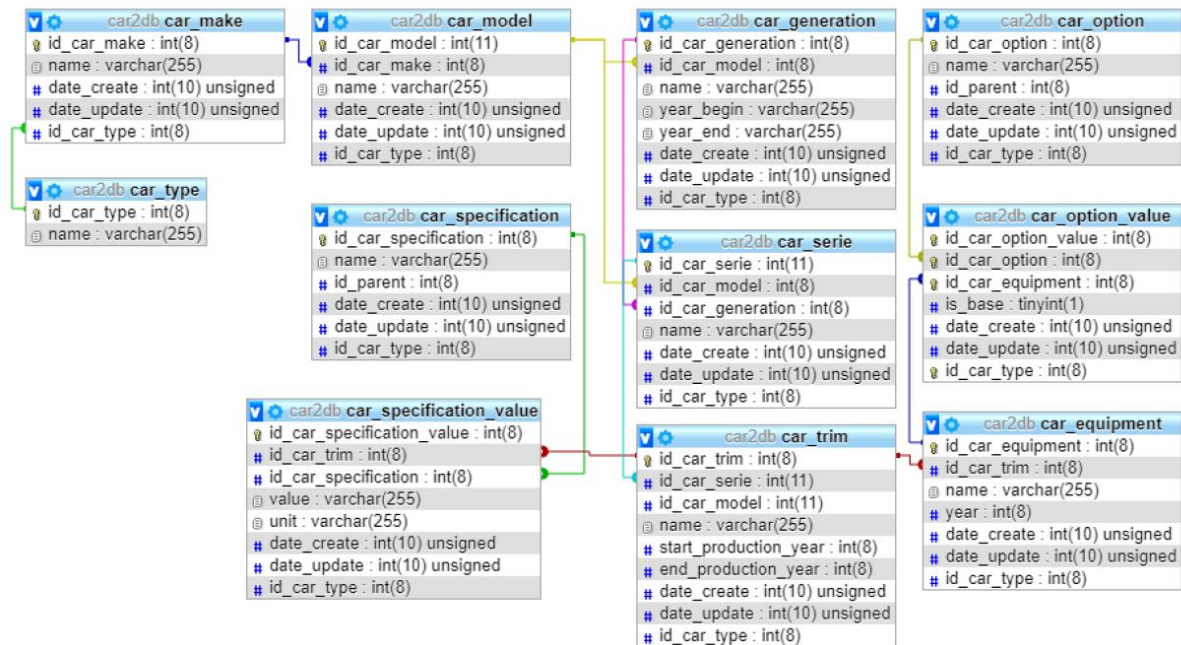 car2db car_make
id_car_make : int(8)
name : varchar(255)
date_create : int(10) unsigned
date_update : int(10) unsigned
id_car_type : int(8)
car2db car_type
id_car_type : int(8)
name : varchar(255)
car2db car_model
id_car_model : int(11)
id_car_make : int(8)
name : varchar(255)
date_create : int(10) unsigned
date_update : int(10) unsigned
id_car_type : int(8)
car2db car_specification
id_car_specification : int(8)
name : varchar(255)
id_parent : int(8)
date_create : int(10) unsigned
date_update : int(10) unsigned
id_car_type : int(8)
car2db car_specification_value
id_car_specification_value : int(8)
id_car_trim : int(8)
id_car_specification : int(8)
value : varchar(255)
unit : varchar(255)
date_create : int(10) unsigned
date_update : int(10) unsigned
id_car_type : int(8)
car2db car_generation
id_car_generation : int(8)
id_car_model : int(8)
name : varchar(255)
year_begin : varchar(255)
year_end : varchar(255)
date_create : int(10) unsigned
date_update : int(10) unsigned
id_car_type : int(8)
car2db car_serie
id_car_serie : int(11)
id_car_model : int(8)
id_car_generation : int(8)
name : varchar(255)
date_create : int(10) unsigned
date_update : int(10) unsigned
id_car_type : int(8)
car2db car_trim
id_car_trim : int(8)
id_car_serie : int(11)
id_car_model : int(11)
name : varchar(255)
start_production_year : int(8)
end_production_year : int(8)
date_create : int(10) unsigned
date_update : int(10) unsigned
id_car_type : int(8)
car2db car_option
id_car_option : int(8)
name : varchar(255)
id_parent : int(8)
date_create : int(10) unsigned
date_update : int(10) unsigned
id_car_type : int(8)
car2db car_option_value
id_car_option_value : int(8)
id_car_option : int(8)
id_car_equipment : int(8)
is_base : tinyint(1)
date_create : int(10) unsigned
date_update : int(10) unsigned
id_car_type : int(8)
car2db car_equipment
id_car_equipment : int(8)
id_car_trim : int(8)
name : varchar(255)
year : int(8)
date_create : int(10) unsigned
date_update : int(10) unsigned
id_car_type : int(8)